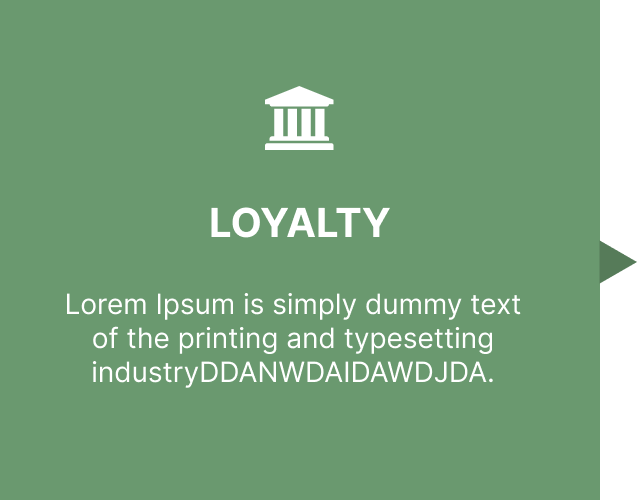 LOYALTY
Lorem Ipsum is simply dummy text
of the printing and typesetting
industryDDANWDAIDAWDJDA.